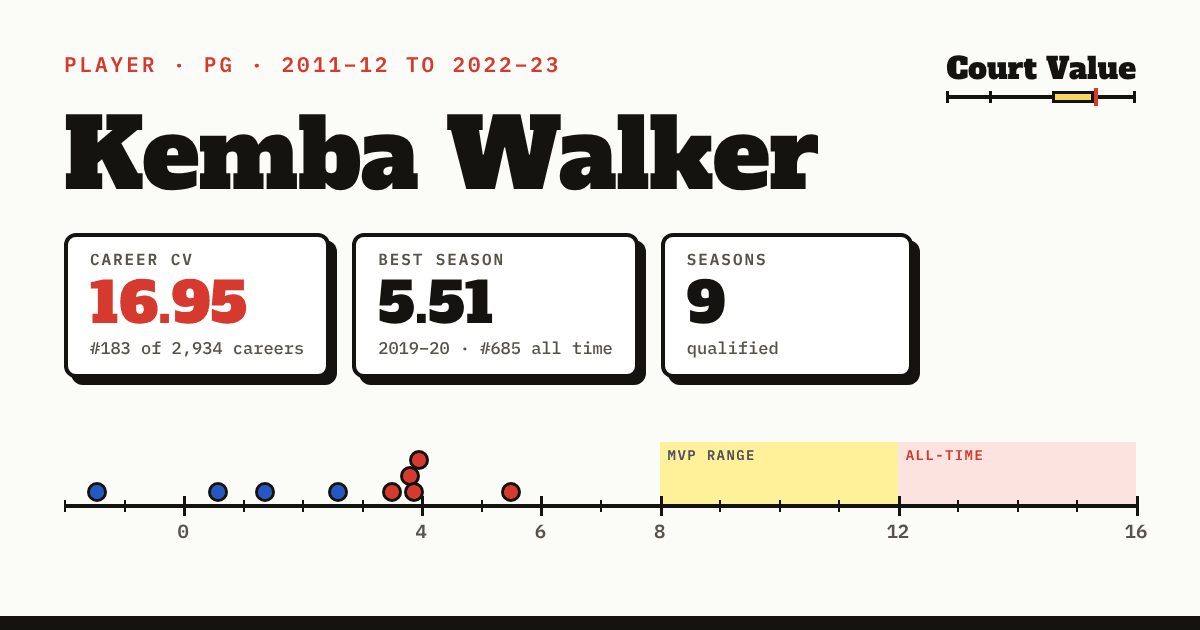 PLAYER · PG · 2011–12 TO 2022–23
Court Value
Kemba Walker
CAREER CV
16.95
#183 of 2,934 careers
BEST SEASON
5.51
2019–20 · #685 all time
SEASONS
9
qualified
MVP RANGE
ALL-TIME
0 4 6 8 12 16